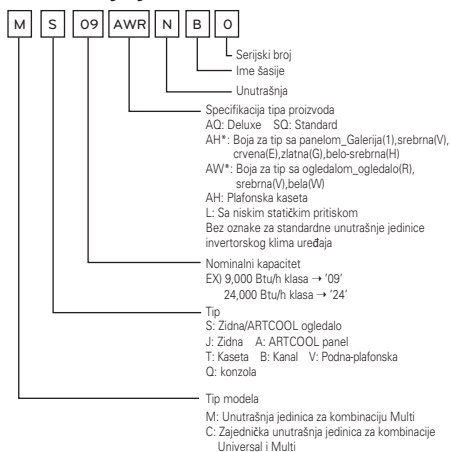 M S 09 AWR N B 0
Serijski broj
Ime šasije
Unutrašnja
Specifikacija tipa proizvoda
AQ: Deluxe SQ: Standard
AH*: Boja za tip sa panelom_Galerija(1),srebrna(V),
crvena(E),zlatna(G),belo-srebrna(H)
AW*: Boja za tip sa ogledalom_ogledalo(R),
srebrna(V),bela(W)
AH: Plafonska kaseta
L: Sa niskim statičkim pritiskom
Bez oznake za standardne unutrašnje jedinice
invertorskog klima uređaja
Nominalni kapacitet
EX) 9,000 Btu/h klasa → '09'
24,000 Btu/h klasa → '24'
Tip
S: Zidna/ARTCOOL ogledalo
J: Zidna A: ARTCOOL panel
T: Kaseta B: Kanal V: Podna-plafonska
Q: konzola
Tip modela
M: Unutrašnja jedinica za kombinaciju Multi
C: Zajednička unutrašnja jedinica za kombinacije
Universal i Multi